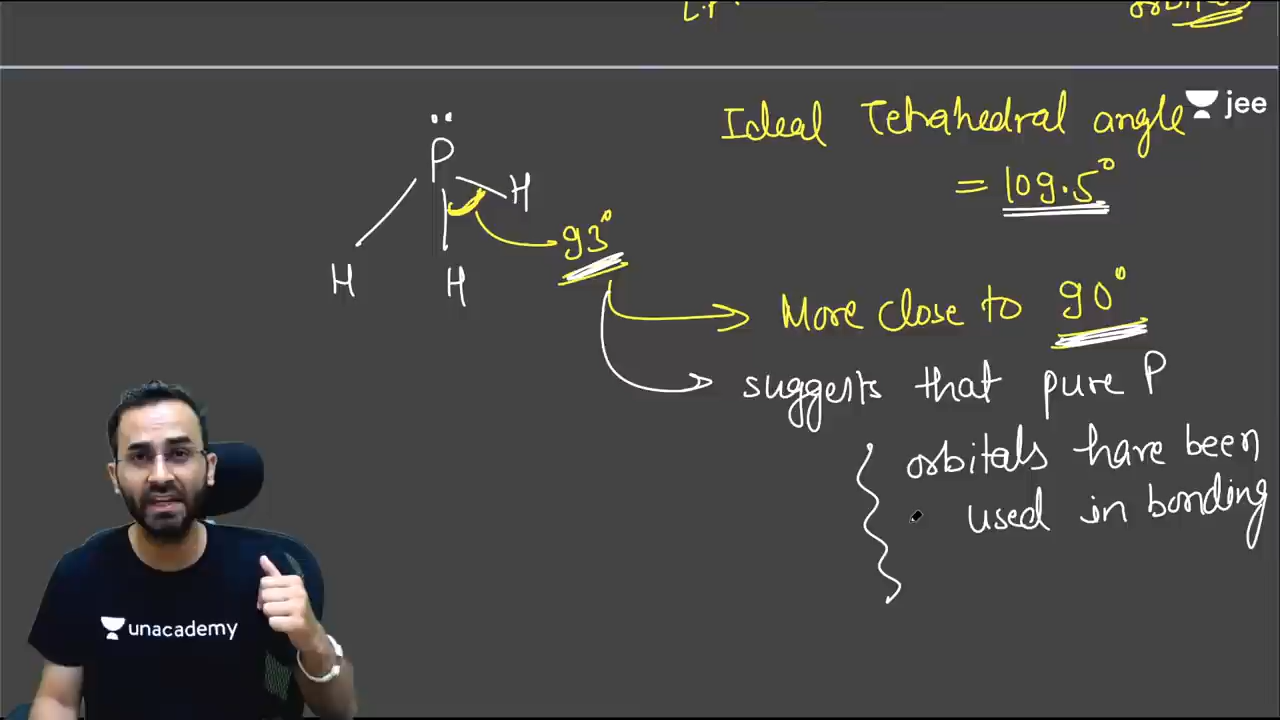 L.P.
Ideal Tetrahedral angle
= 109.5°
jee
P
H
H
H
93°
More close to 90°
suggests that pure P
orbitals have been
used in bonding
unacademy